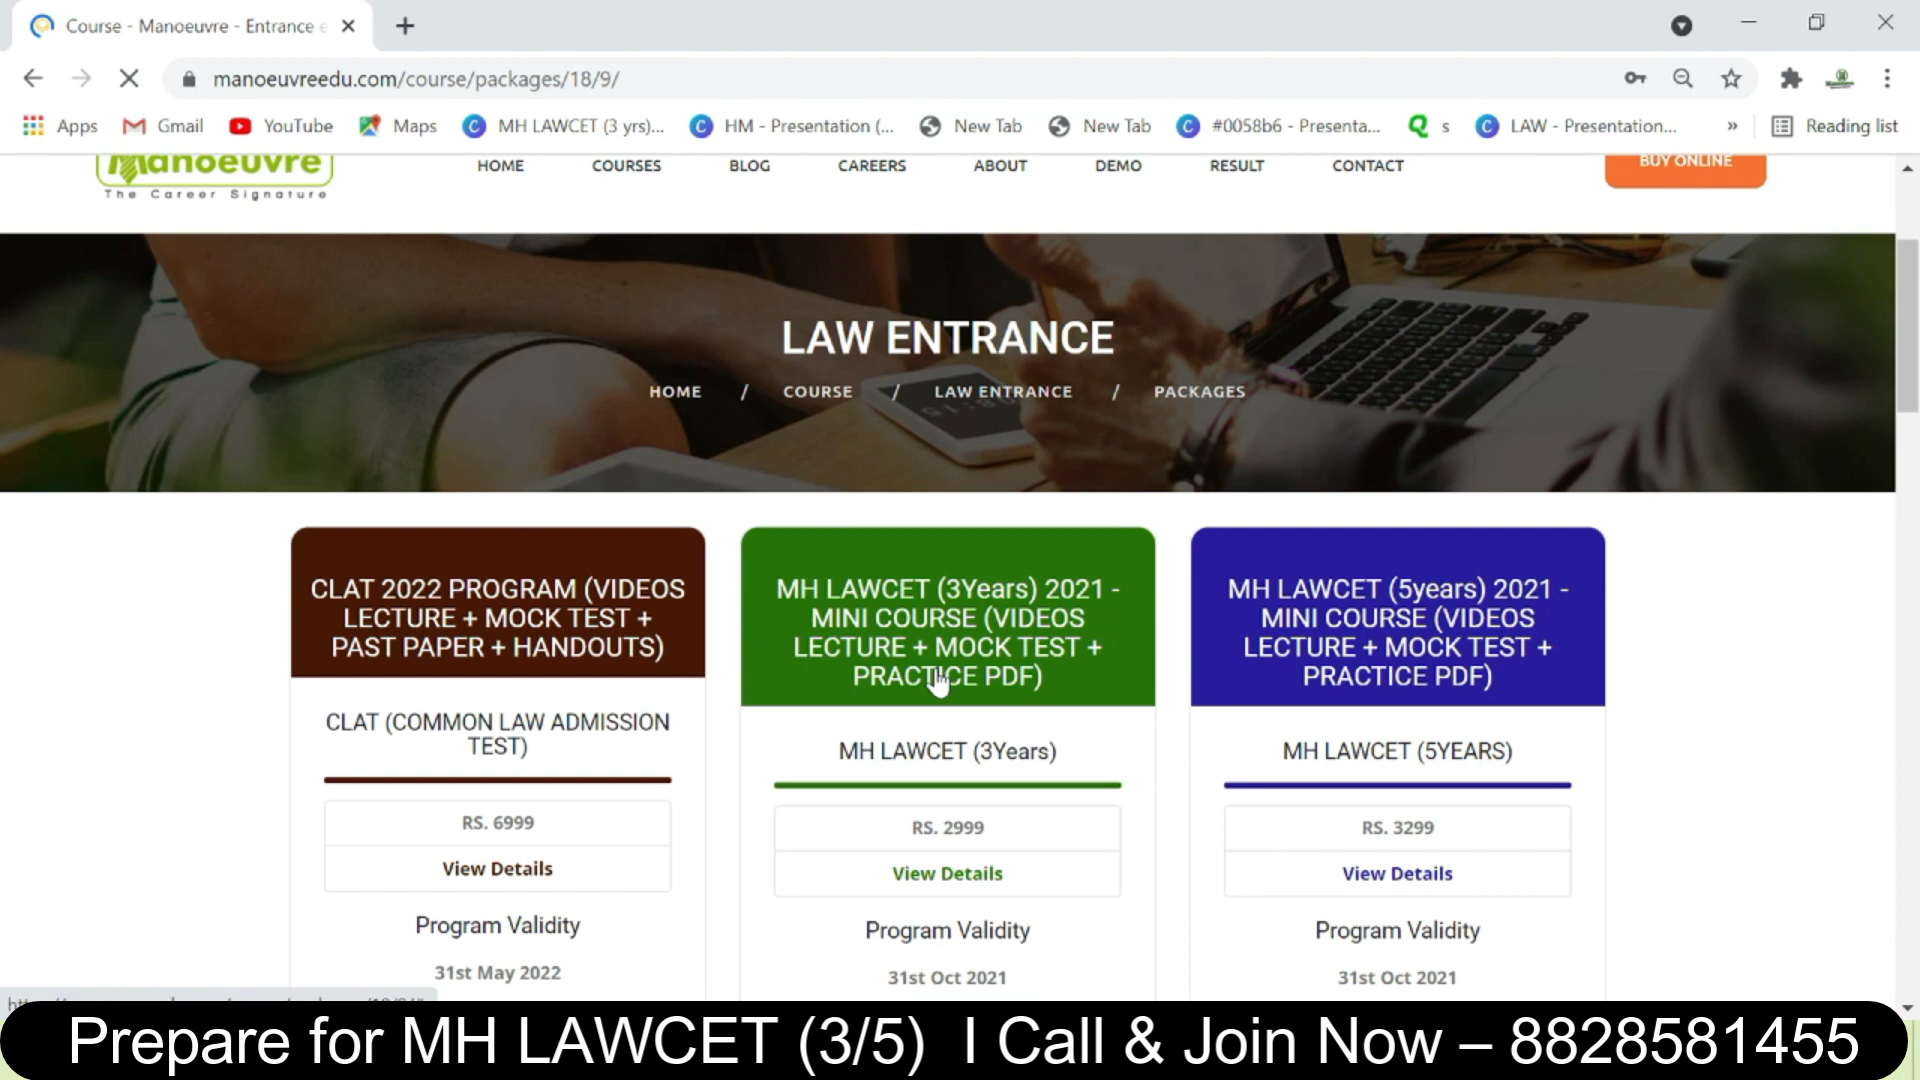 Course - Manoeuvre - Entrance e
manoeuvreedu.com/course/packages/18/9/
Apps Gmail YouTube Maps MH LAWCET (3 yrs)... HM - Presentation (... New Tab New Tab #0058b6 - Presenta... s LAW - Presentation... » Reading list
Manoeuvre
The Career Signature
HOME COURSES BLOG CAREERS ABOUT DEMO RESULT CONTACT BUY ONLINE
LAW ENTRANCE
HOME / COURSE / LAW ENTRANCE / PACKAGES
CLAT 2022 PROGRAM (VIDEOS
LECTURE + MOCK TEST +
PAST PAPER + HANDOUTS)
CLAT (COMMON LAW ADMISSION
TEST)
RS. 6999
View Details
Program Validity
31st May 2022
MH LAWCET (3Years) 2021 -
MINI COURSE (VIDEOS
LECTURE + MOCK TEST +
PRACTICE PDF)
MH LAWCET (3Years)
RS. 2999
View Details
Program Validity
31st Oct 2021
MH LAWCET (5years) 2021 -
MINI COURSE (VIDEOS
LECTURE + MOCK TEST +
PRACTICE PDF)
MH LAWCET (5YEARS)
RS. 3299
View Details
Program Validity
31st Oct 2021
Prepare for MH LAWCET (3/5) I Call & Join Now – 8828581455